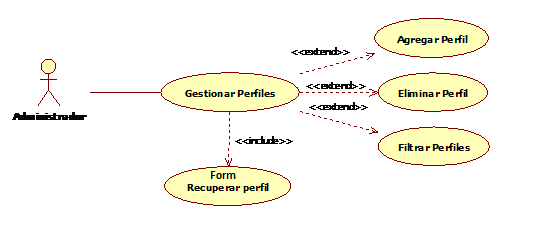 Agregar Perfil
<<extend>>
Gestionar Perfiles
<<extend>>
Eliminar Perfil
<<extend>>
Administrador
<<include>>
Filtrar Perfiles
Form
Recuperar perfil